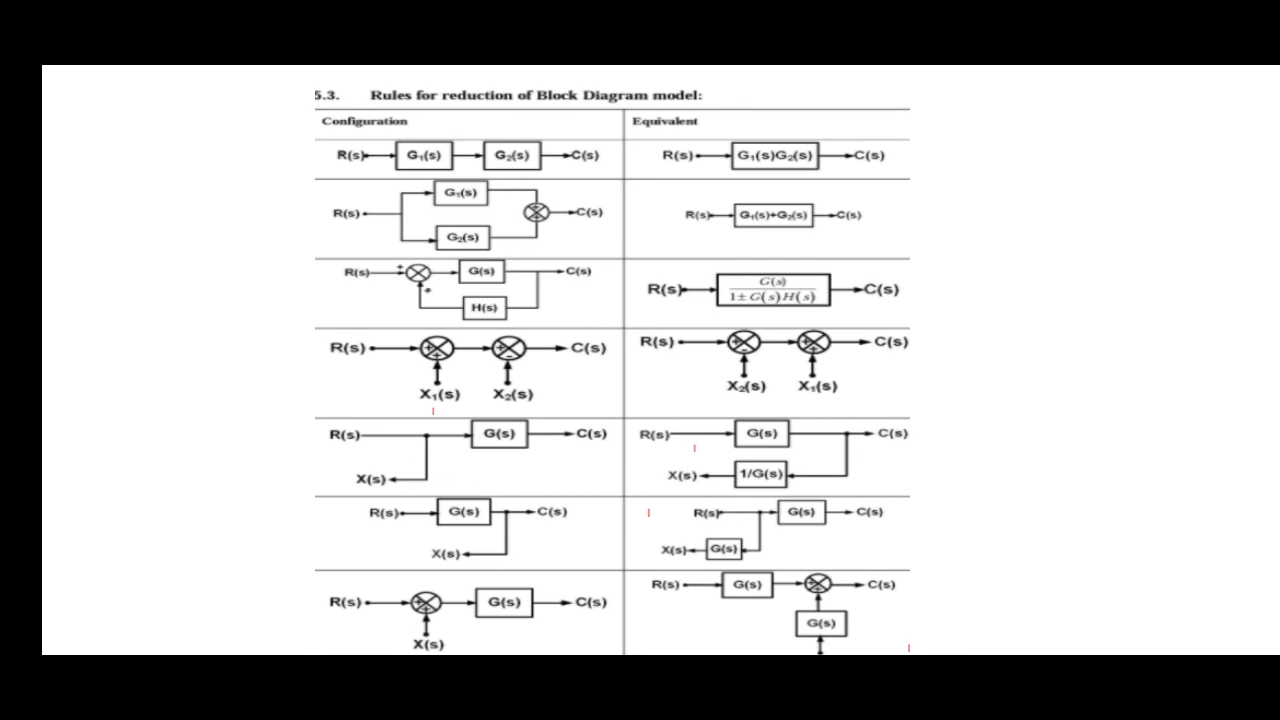 5.3. Rules for reduction of Block Diagram model:
Configuration Equivalent
R(s) G₁(s) G₂(s) C(s) R(s) G₁(s)G₂(s) C(s)
G₁(s)
R(s) C(s) R(s) G₁(s)+G₂(s) C(s)
G₂(s)
R(s) + G(s) C(s)
R(s) G(s) / 1± G(s)H(s) C(s)
H(s)
R(s) + + + - C(s) R(s) + - + + C(s)
X₁(s) X₂(s) X₂(s) X₁(s)
R(s) G(s) C(s) R(s) G(s) C(s)
X(s) X(s) 1/G(s)
R(s) G(s) C(s) R(s) G(s) C(s)
X(s) X(s) G(s)
R(s) G(s) C(s)
R(s) + + G(s) C(s)
G(s)
X(s)